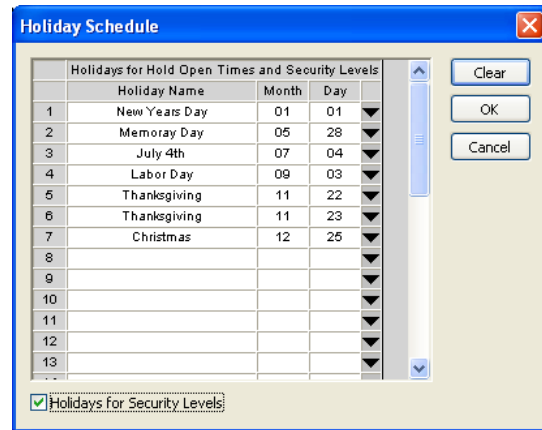 Holiday Schedule
Holidays for Hold Open Times and Security Levels
Holiday Name Month Day
1 New Years Day 01 01
2 Memoray Day 05 28
3 July 4th 07 04
4 Labor Day 09 03
5 Thanksgiving 11 22
6 Thanksgiving 11 23
7 Christmas 12 25
8
9
10
11
12
13
Clear
OK
Cancel
Holidays for Security Levels